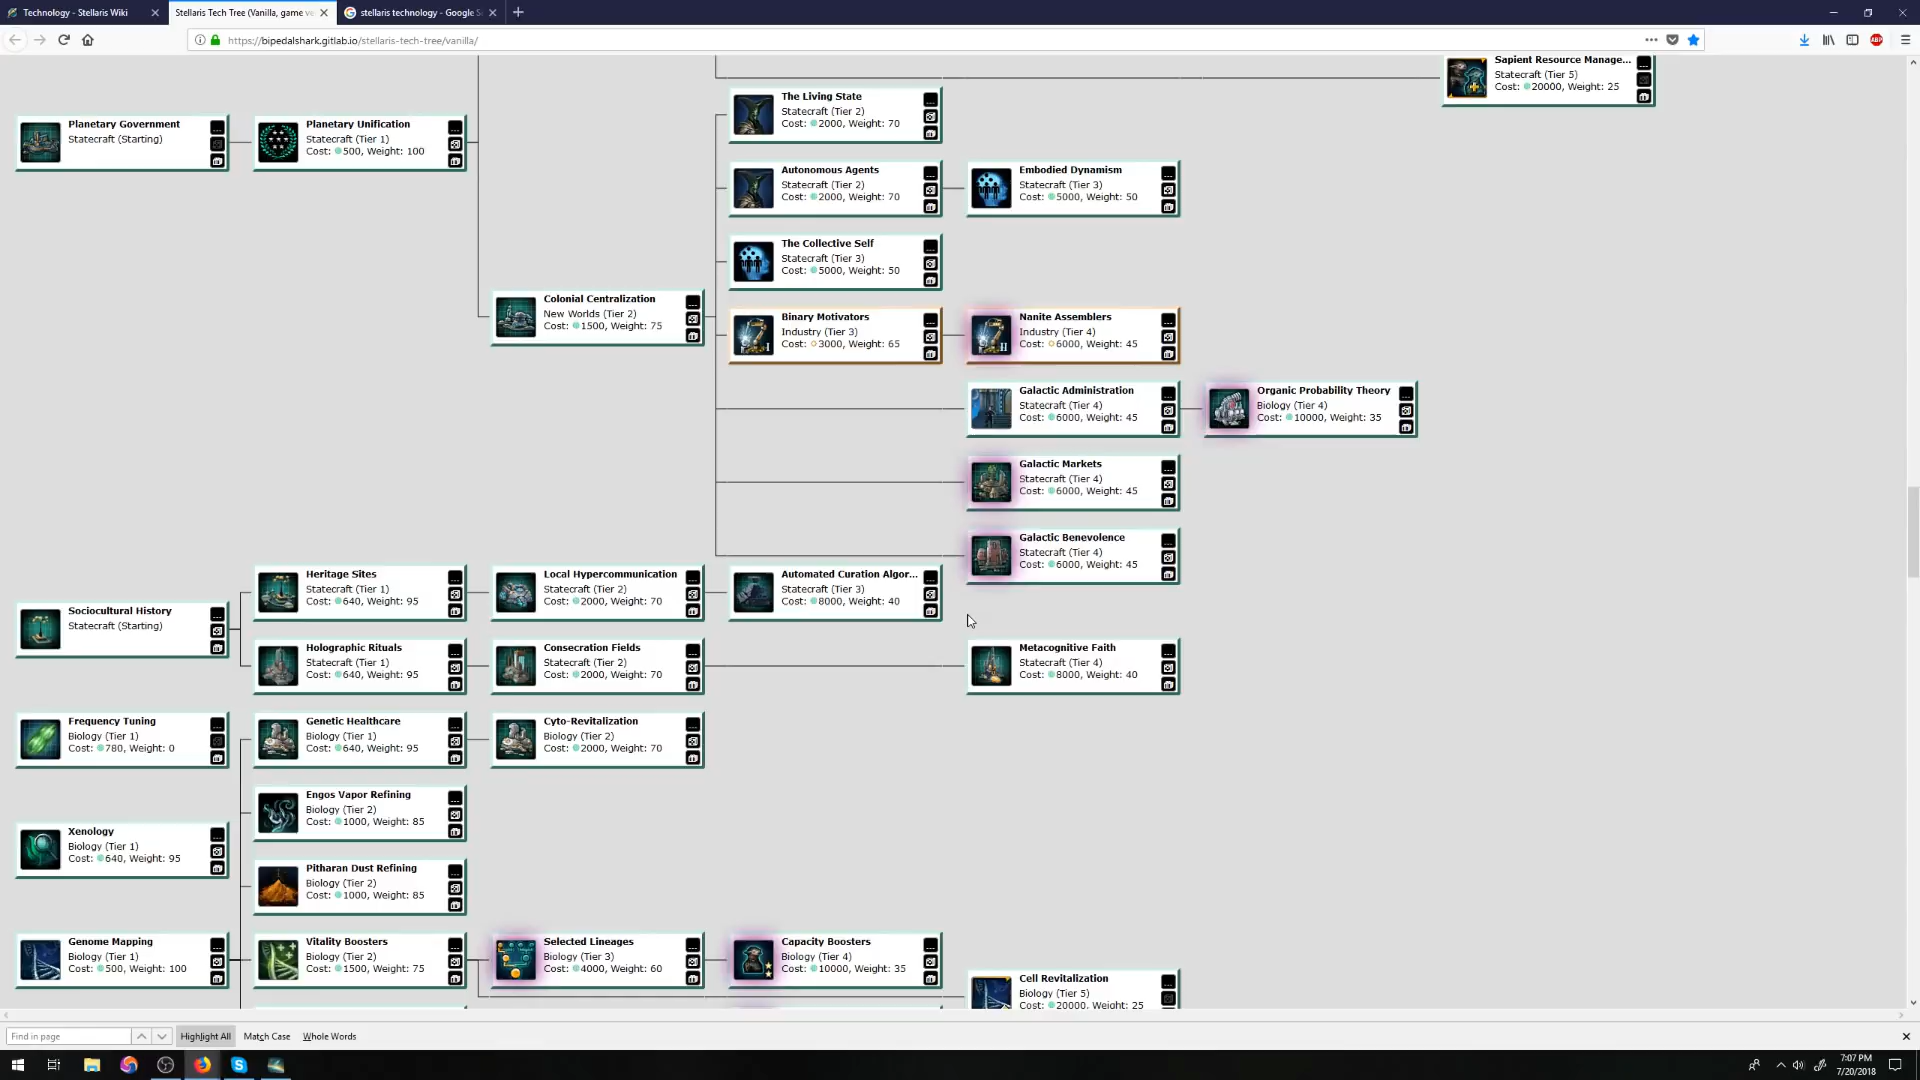 Technology - Stellaris Wiki
Stellaris Tech Tree (Vanilla, game ve
stellaris technology - Google S
https://bipedalshark.gitlab.io/stellaris-tech-tree/vanilla/
ABP
Sapient Resource Manage...
Statecraft (Tier 5)
Cost: 20000, Weight: 25
The Living State
Statecraft (Tier 2)
Cost: 2000, Weight: 70
Planetary Government
Statecraft (Starting)
Planetary Unification
Statecraft (Tier 1)
Cost: 500, Weight: 100
Autonomous Agents
Statecraft (Tier 2)
Cost: 2000, Weight: 70
Embodied Dynamism
Statecraft (Tier 3)
Cost: 5000, Weight: 50
The Collective Self
Statecraft (Tier 3)
Cost: 5000, Weight: 50
Colonial Centralization
New Worlds (Tier 2)
Cost: 1500, Weight: 75
Binary Motivators
Industry (Tier 3)
Cost: 3000, Weight: 65
Nanite Assemblers
Industry (Tier 4)
Cost: 6000, Weight: 45
Galactic Administration
Statecraft (Tier 4)
Cost: 6000, Weight: 45
Organic Probability Theory
Biology (Tier 4)
Cost: 10000, Weight: 35
Galactic Markets
Statecraft (Tier 4)
Cost: 6000, Weight: 45
Galactic Benevolence
Statecraft (Tier 4)
Cost: 6000, Weight: 45
Sociocultural History
Statecraft (Starting)
Heritage Sites
Statecraft (Tier 1)
Cost: 640, Weight: 95
Local Hypercommunication
Statecraft (Tier 2)
Cost: 2000, Weight: 70
Automated Curation Algor...
Statecraft (Tier 3)
Cost: 8000, Weight: 40
Holographic Rituals
Statecraft (Tier 1)
Cost: 640, Weight: 95
Consecration Fields
Statecraft (Tier 2)
Cost: 2000, Weight: 70
Metacognitive Faith
Statecraft (Tier 4)
Cost: 8000, Weight: 40
Frequency Tuning
Biology (Tier 1)
Cost: 780, Weight: 0
Genetic Healthcare
Biology (Tier 1)
Cost: 640, Weight: 95
Cyto-Revitalization
Biology (Tier 2)
Cost: 2000, Weight: 70
Engos Vapor Refining
Biology (Tier 2)
Cost: 1000, Weight: 85
Xenology
Biology (Tier 1)
Cost: 640, Weight: 95
Pitharan Dust Refining
Biology (Tier 2)
Cost: 1000, Weight: 85
Genome Mapping
Biology (Tier 1)
Cost: 500, Weight: 100
Vitality Boosters
Biology (Tier 2)
Cost: 1500, Weight: 75
Selected Lineages
Biology (Tier 3)
Cost: 4000, Weight: 60
Capacity Boosters
Biology (Tier 4)
Cost: 10000, Weight: 35
Cell Revitalization
Biology (Tier 5)
Cost: 20000, Weight: 25
Find in page
Highlight All
Match Case
Whole Words
7:07 PM
7/20/2018